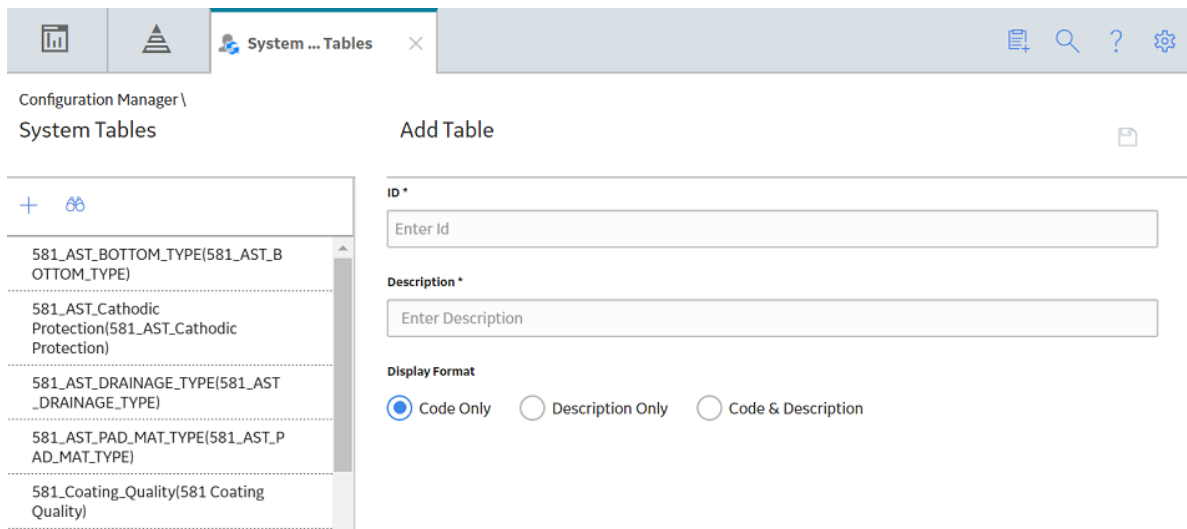 System ... Tables
?
Configuration Manager\
System Tables
Add Table
ID *
Enter Id
Description *
Enter Description
Display Format
Code Only
Description Only
Code & Description
581_AST_BOTTOM_TYPE(581_AST_B
OTTOM_TYPE)
581_AST_Cathodic
Protection(581_AST_Cathodic
Protection)
581_AST_DRAINAGE_TYPE(581_AST
_DRAINAGE_TYPE)
581_AST_PAD_MAT_TYPE(581_AST_P
AD_MAT_TYPE)
581_Coating_Quality(581 Coating
Quality)